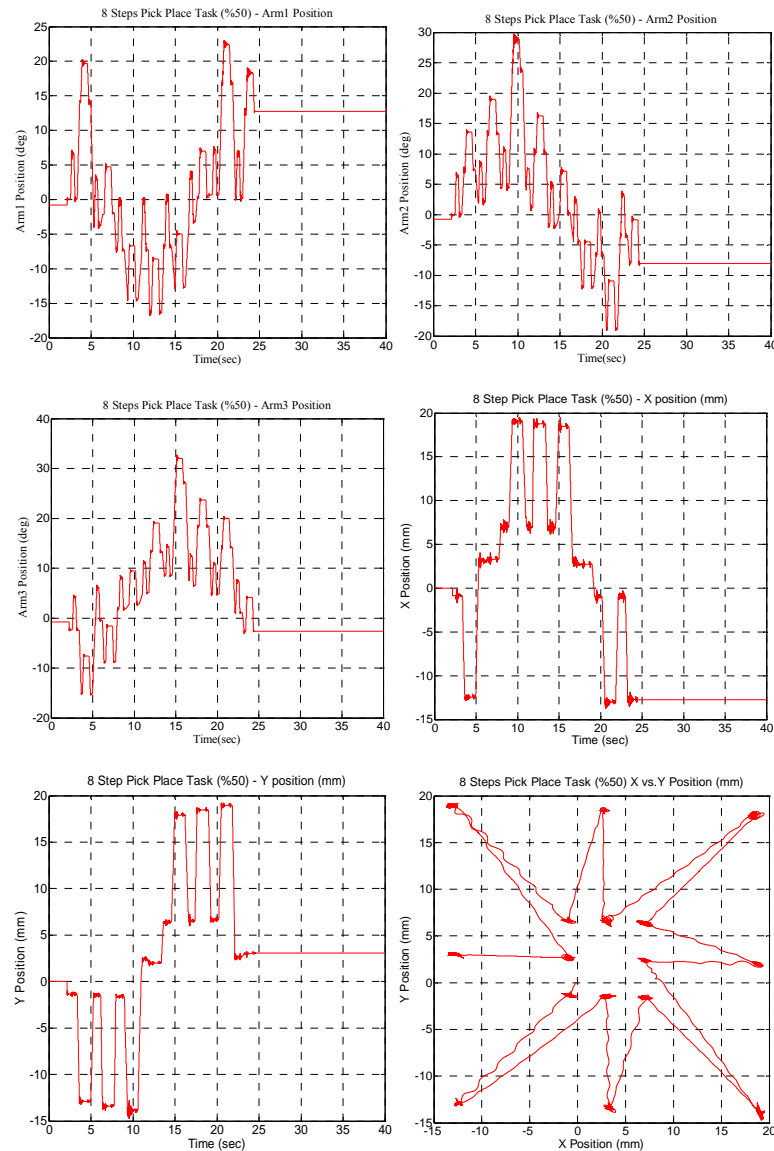 8 Steps Pick Place Task (%50) - Arm1 Position
25
20
15
10
5
0
-5
-10
-15
-20
0 5 10 15 20 25 30 35 40
Arm1 Position (deg)
Time(sec)
8 Steps Pick Place Task (%50) - Arm2 Position
30
25
20
15
10
5
0
-5
-10
-15
-20
0 5 10 15 20 25 30 35 40
Arm2 Position (deg)
Time(sec)
8 Steps Pick Place Task (%50) - Arm3 Position
40
30
20
10
0
-10
-20
0 5 10 15 20 25 30 35 40
Arm3 Position (deg)
Time(sec)
8 Step Pick Place Task (%50) - X position (mm)
20
15
10
5
0
-5
-10
-15
0 5 10 15 20 25 30 35 40
X Position (mm)
Time (sec)
8 Step Pick Place Task (%50) - Y position (mm)
20
15
10
5
0
-5
-10
-15
0 5 10 15 20 25 30 35 40
Y Position (mm)
Time (sec)
8 Steps Pick Place Task (%50) X vs.Y Position (mm)
20
15
10
5
0
-5
-10
-15
-15 -10 -5 0 5 10 15 20
Y Position (mm)
X Position (mm)